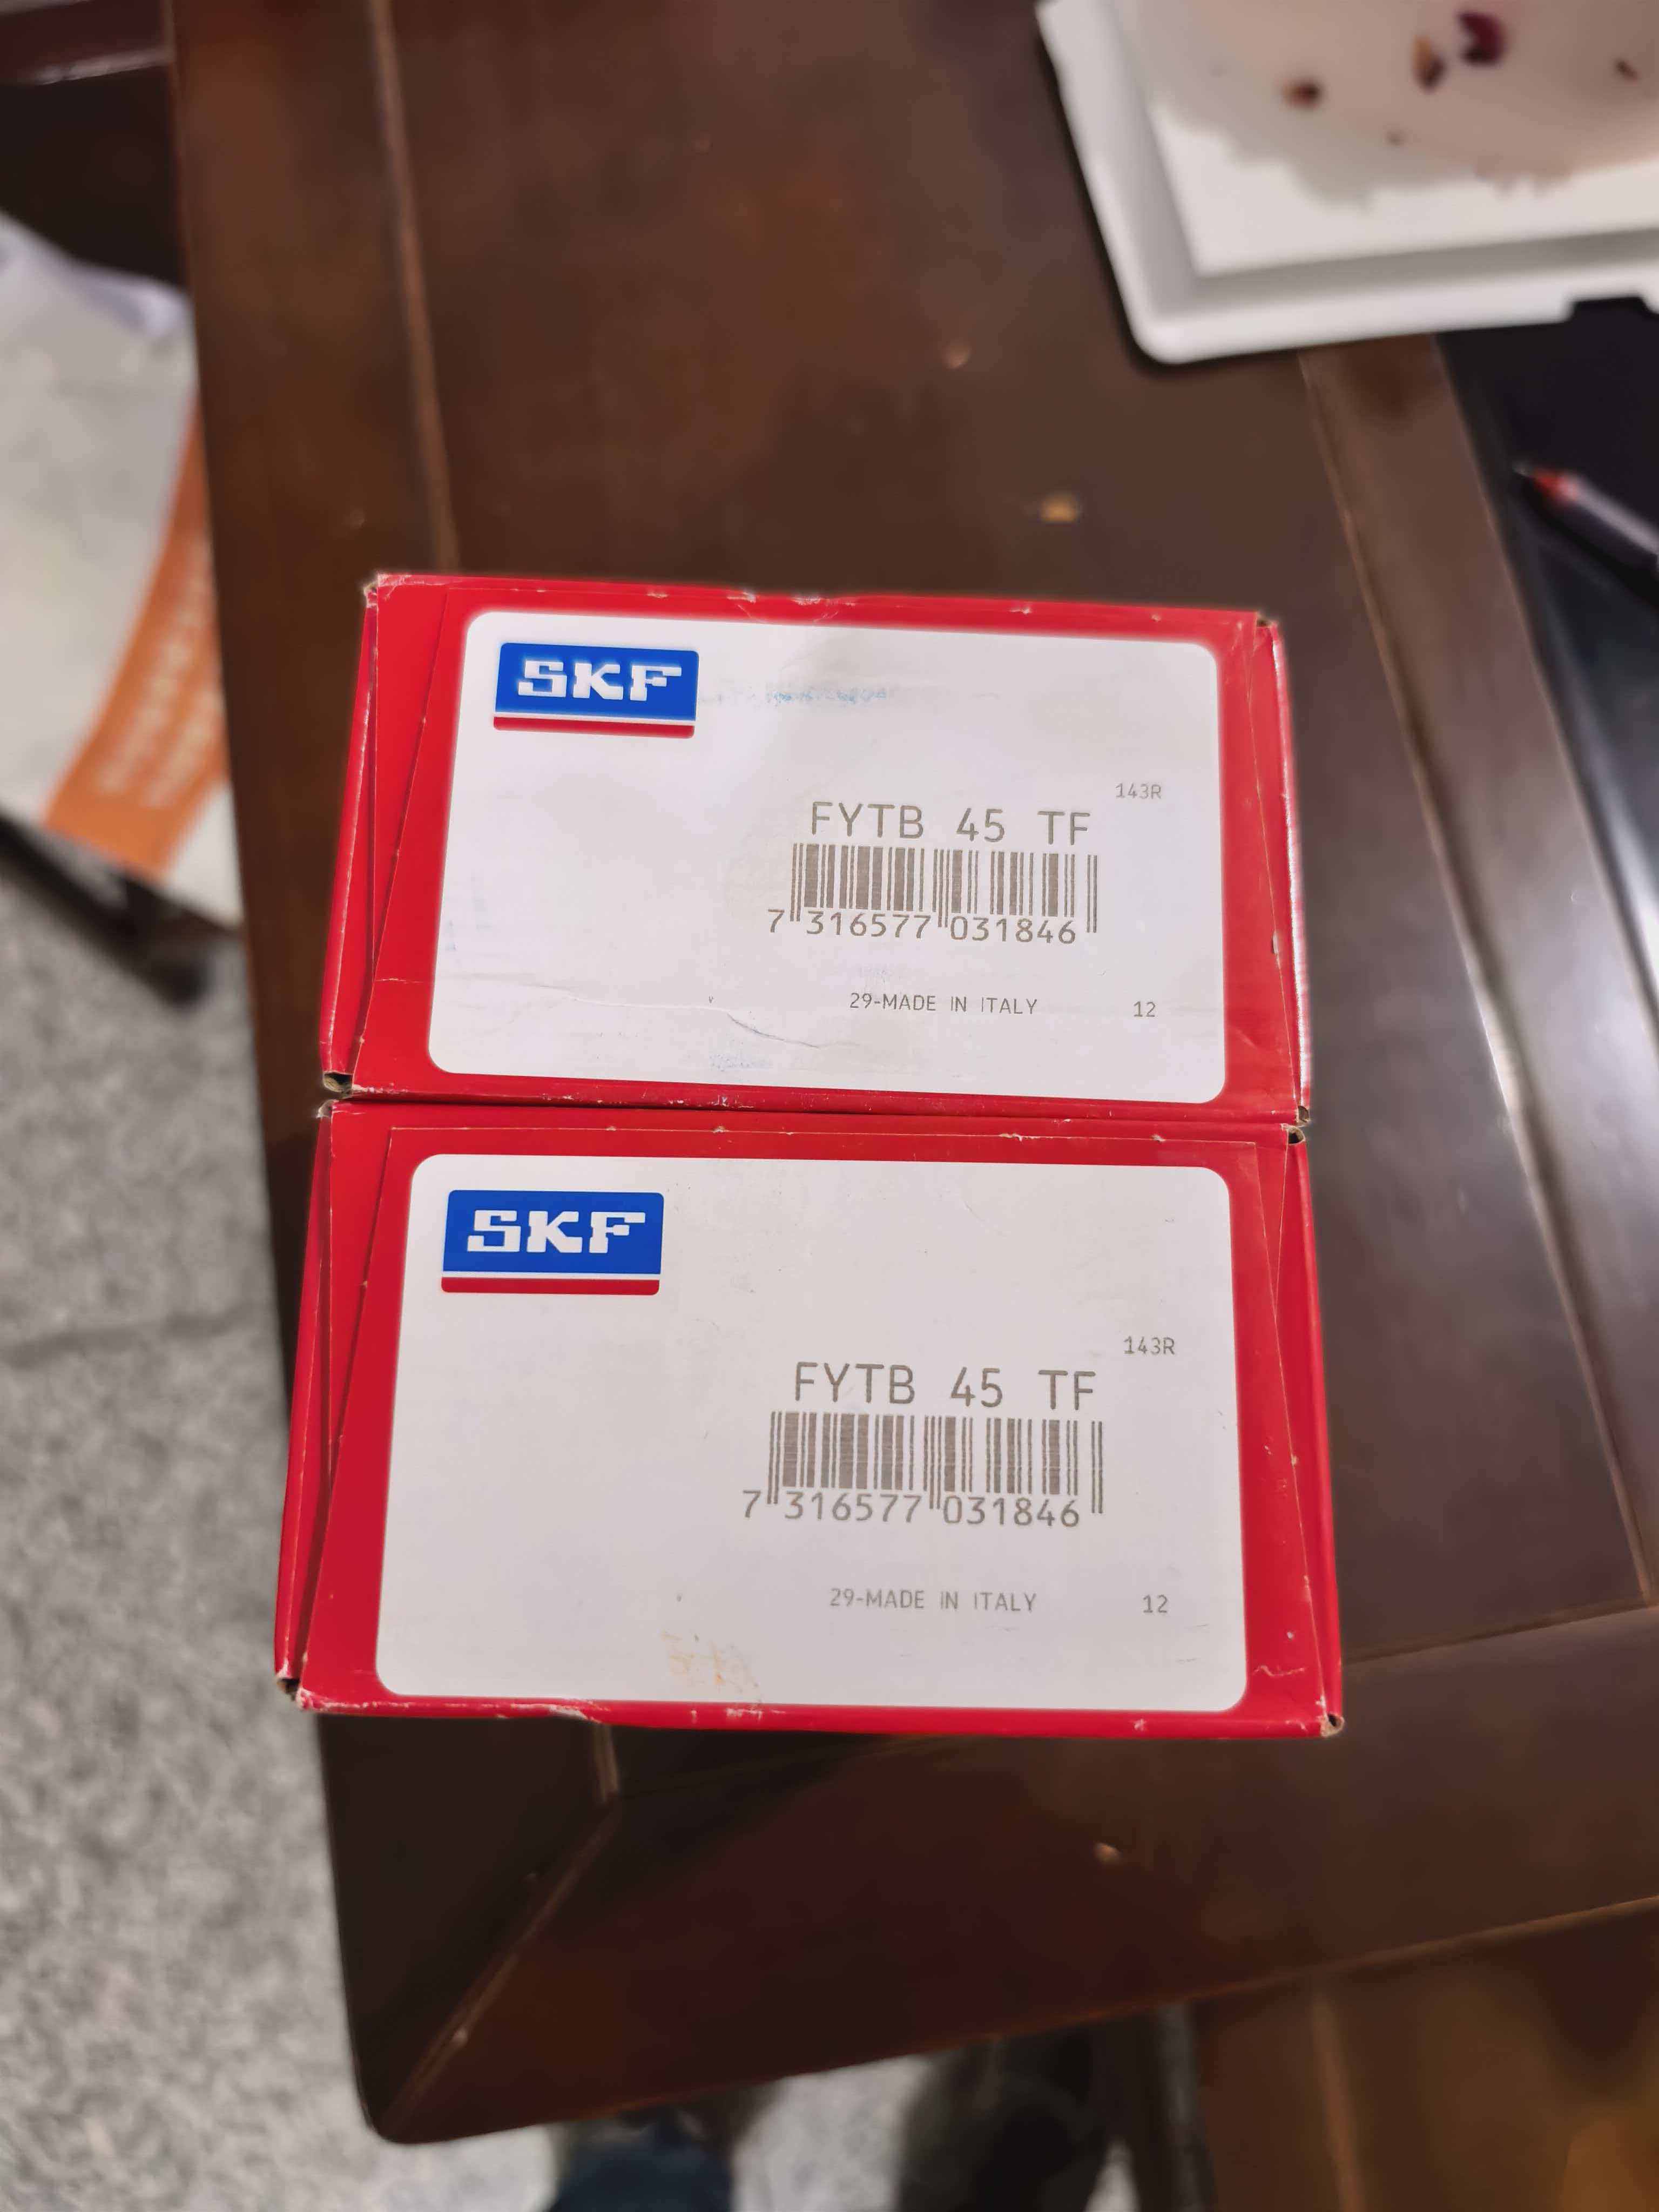 SKF
143R
FYTB 45 TF
7 316577 031846
29-MADE IN ITALY 12
SKF
143R
FYTB 45 TF
7 316577 031846
29-MADE IN ITALY 12